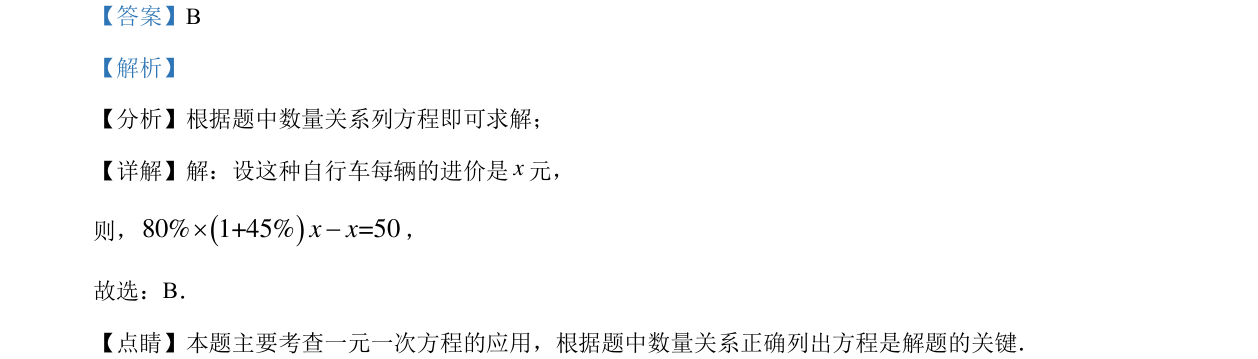 【答案】B
【解析】
【分析】根据题中数量关系列方程即可求解；
【详解】解：设这种自行车每辆的进价是 x 元，
则，80%×(1+45%)x－x=50，
故选：B．
【点睛】本题主要考查一元一次方程的应用，根据题中数量关系正确列出方程是解题的关键．